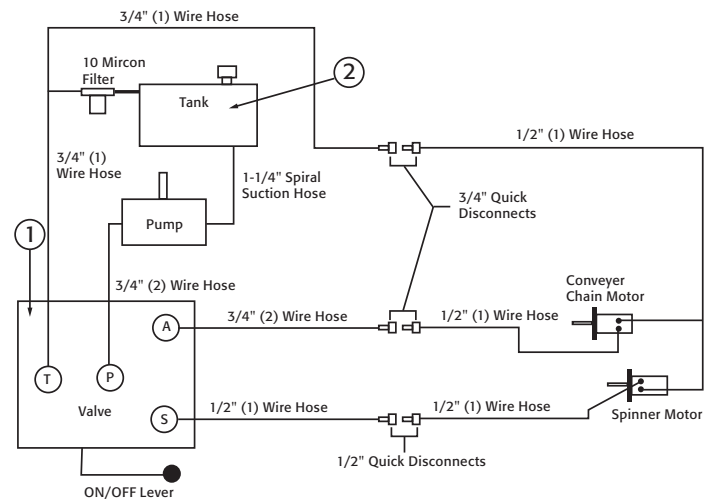 3/4" (1) Wire Hose
10 Mircon
Filter
Tank
2
1/2" (1) Wire Hose
3/4" (1)
Wire Hose
1-1/4" Spiral
Suction Hose
3/4" Quick
Disconnects
Pump
1
3/4" (2) Wire Hose
Conveyer
Chain Motor
A
3/4" (2) Wire Hose
1/2" (1) Wire Hose
T
P
Valve
S
1/2" (1) Wire Hose
1/2" (1) Wire Hose
Spinner Motor
1/2" Quick Disconnects
ON/OFF Lever